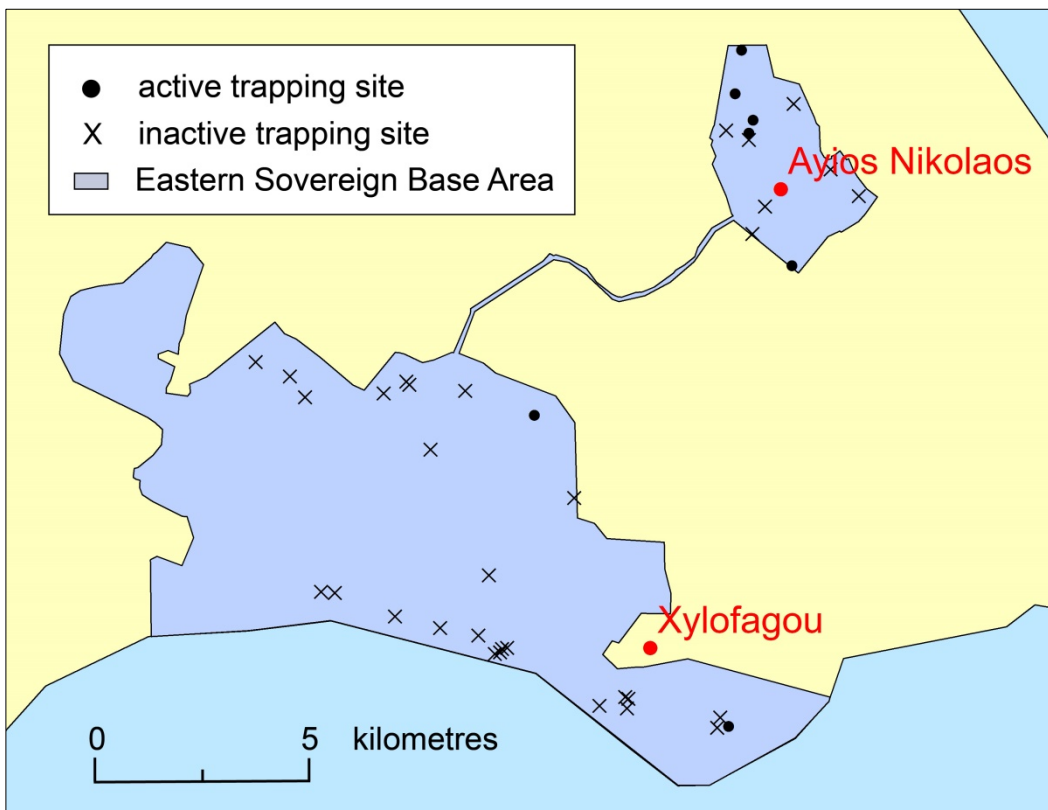 active trapping site
inactive trapping site
Eastern Sovereign Base Area
Ayios Nikolaos
Xylofagou
0 5 kilometres